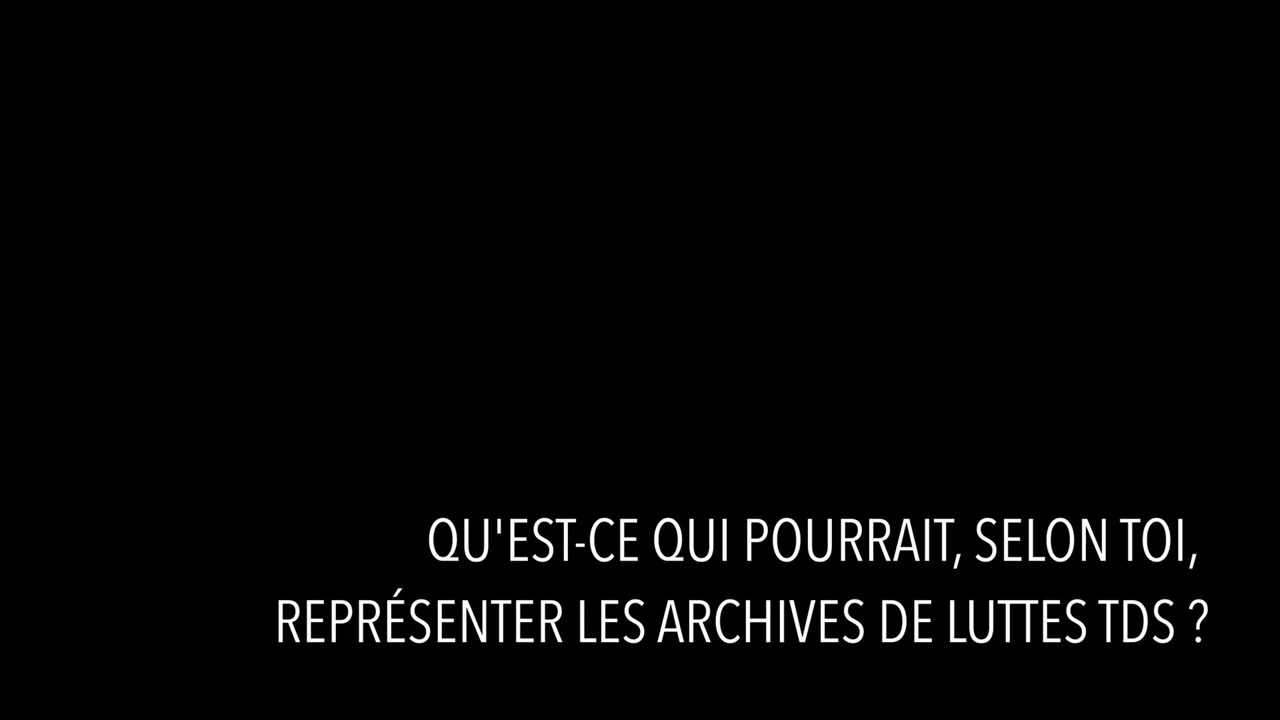 QU'EST-CE QUI POURRAIT, SELON TOI,
REPRÉSENTER LES ARCHIVES DE LUTTES TDS ?